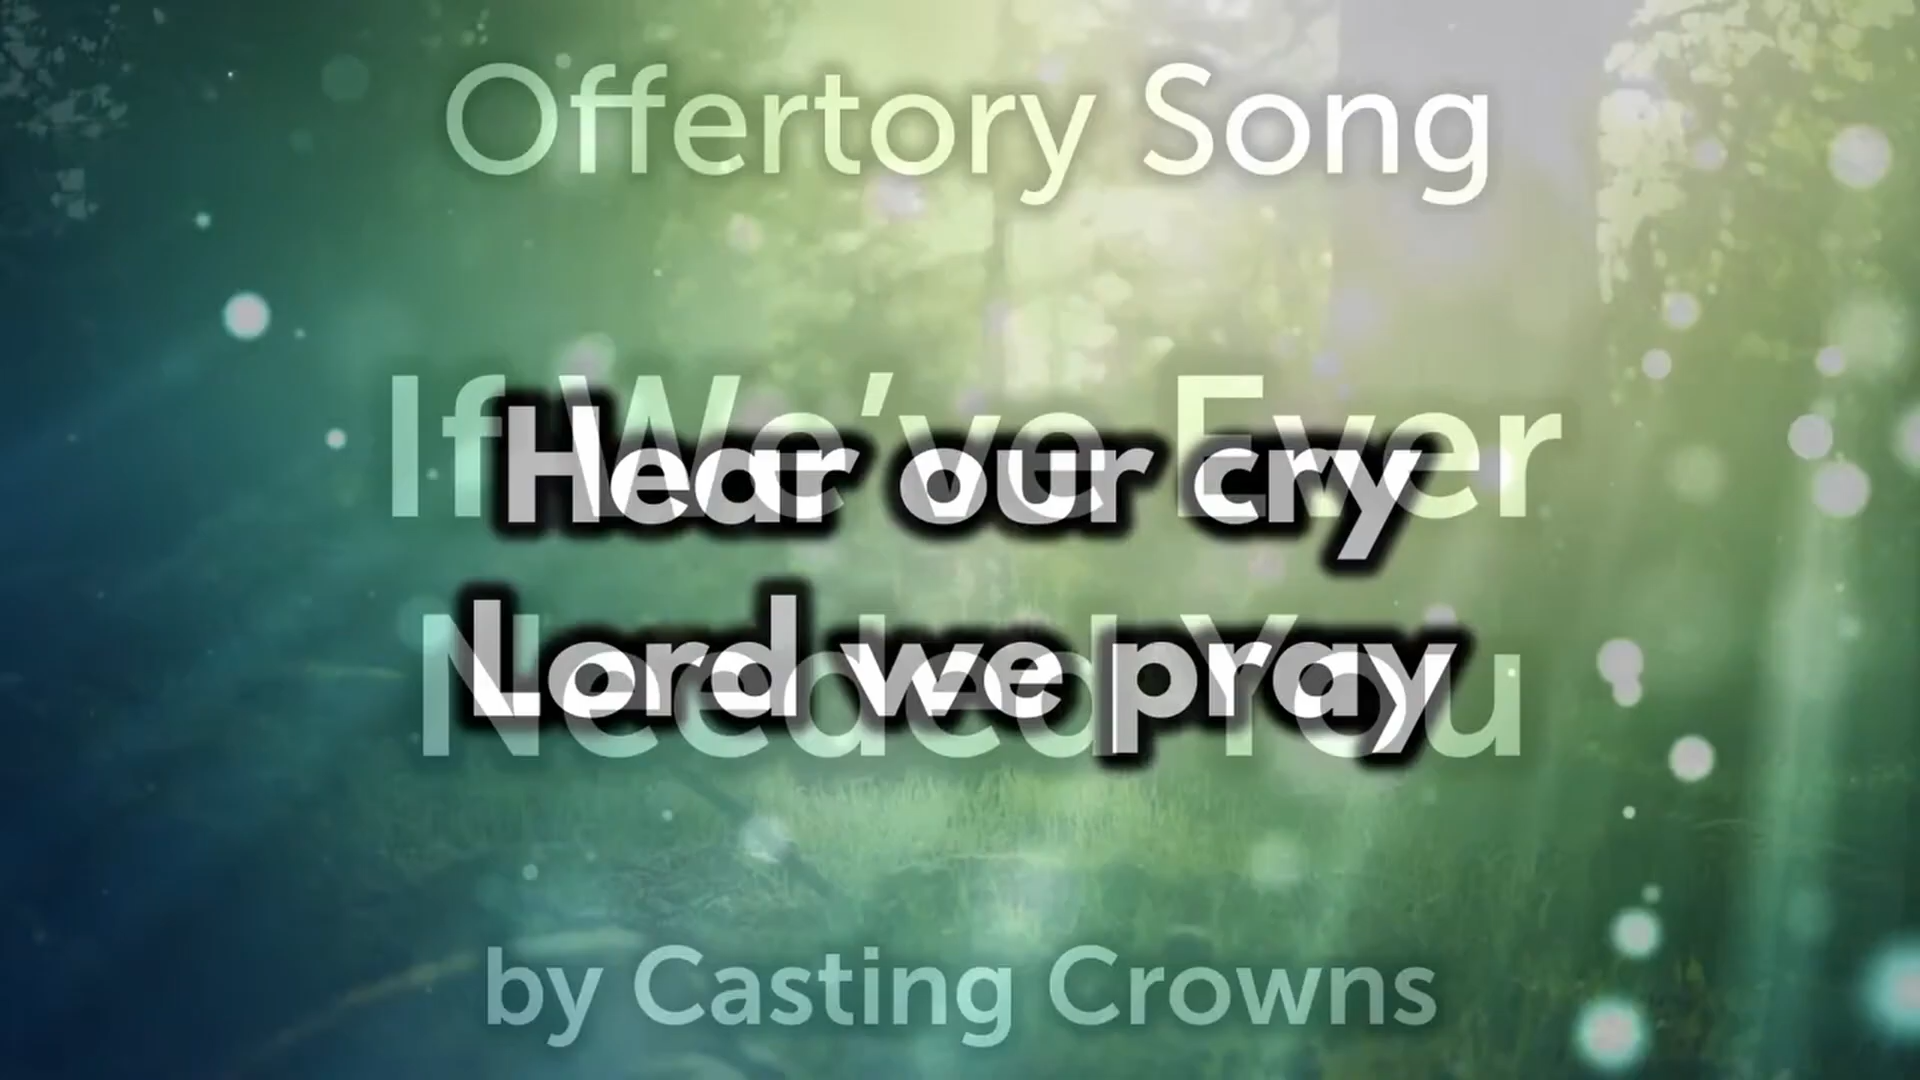 Offertory Song
If We've Ever
Needed You
Hear our cry
Lord we pray
by Casting Crowns